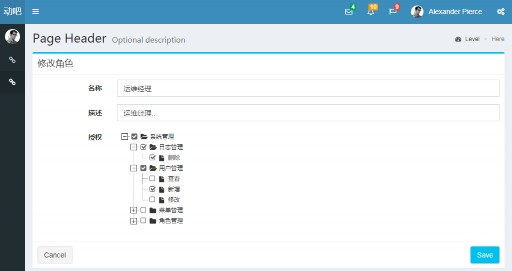 动吧
4
10
9
Alexander Pierce
Page Header Optional description
Level > Here
修改角色
名称 运维经理
描述 运维经理..
授权
系统管理
日志管理
删除
用户管理
查看
新增
修改
菜单管理
角色管理
Cancel
Save